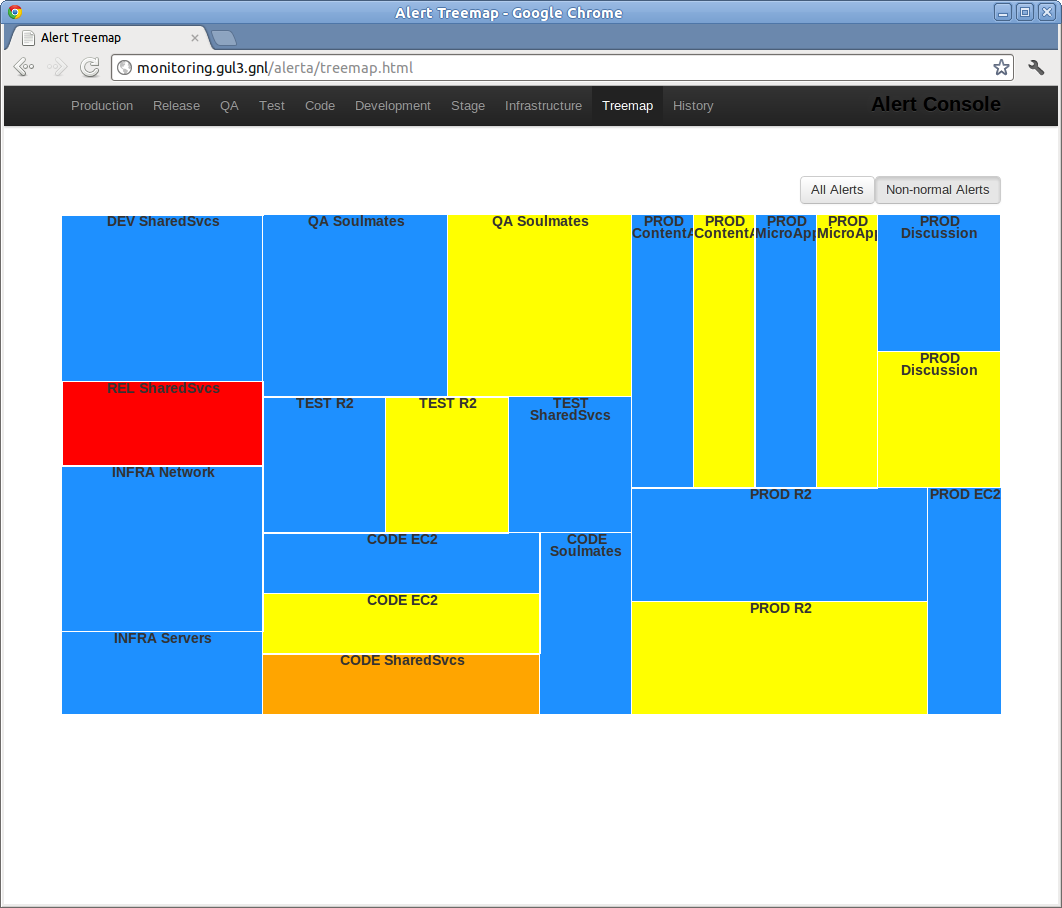 Alert Treemap - Google Chrome
Alert Treemap
monitoring.gul3.gnl/alerta/treemap.html
Production Release QA Test Code Development Stage Infrastructure Treemap History Alert Console
All Alerts Non-normal Alerts
DEV SharedSvcs
REL SharedSvcs
INFRA Network
INFRA Servers
QA Soulmates
QA Soulmates
TEST R2
TEST R2
TEST
SharedSvcs
CODE EC2
CODE EC2
CODE SharedSvcs
CODE
Soulmates
PROD
ContentA
PROD
ContentA
PROD
MicroApp
PROD
MicroApp
PROD
Discussion
PROD
Discussion
PROD R2
PROD R2
PROD EC2